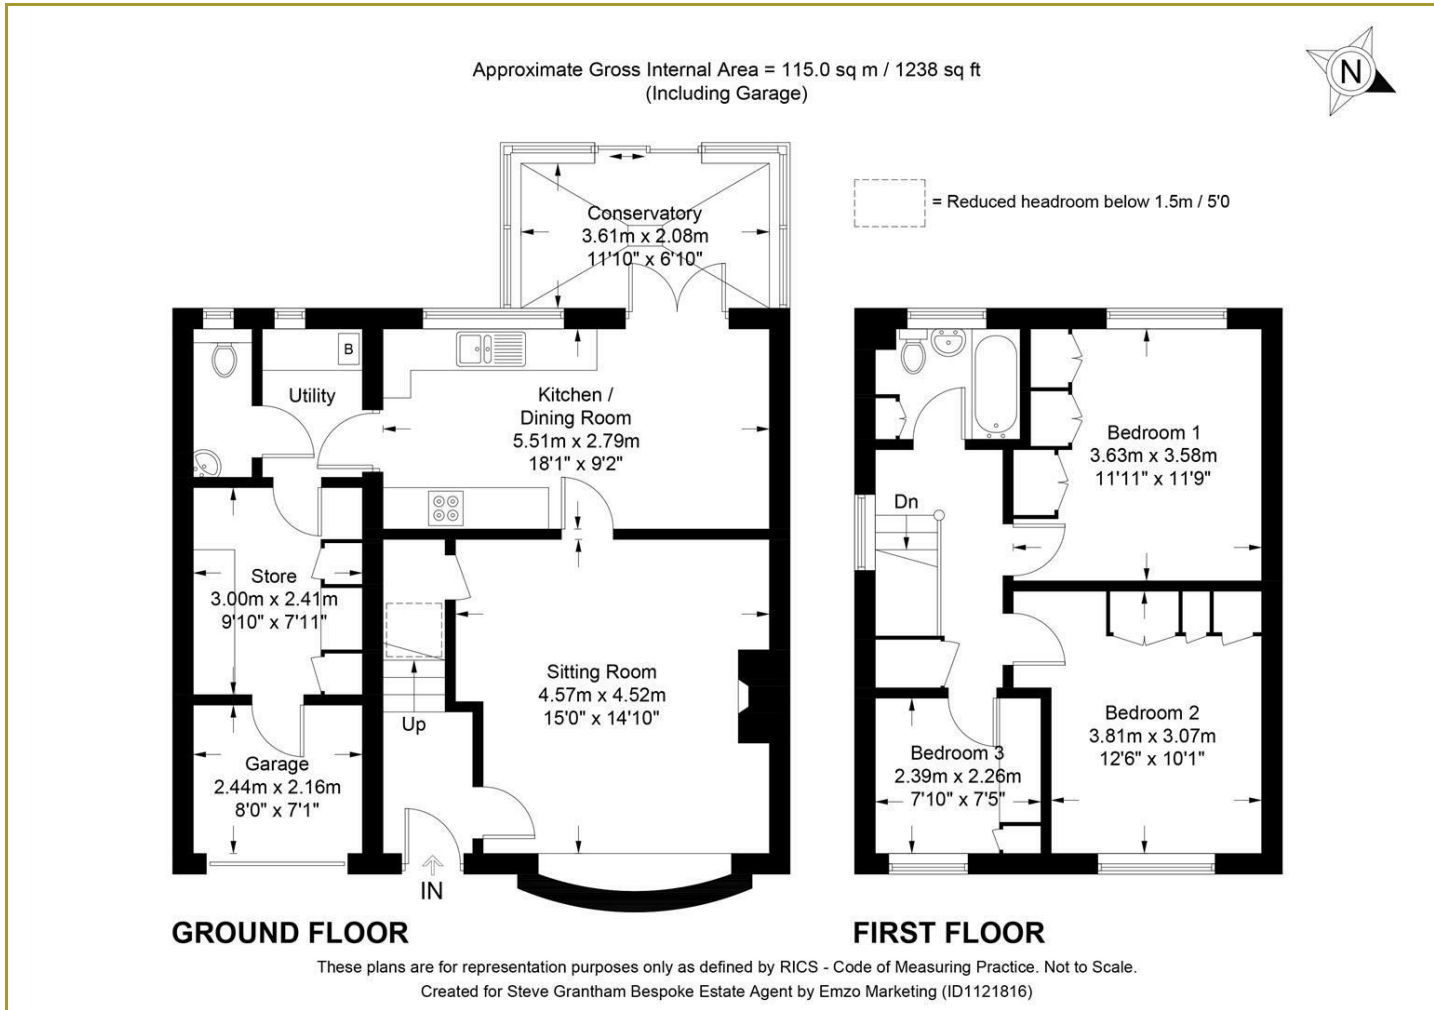 Approximate Gross Internal Area = 115.0 sq m / 1238 sq ft
(Including Garage)
N
= Reduced headroom below 1.5m / 5'0
Conservatory
3.61m x 2.08m
11'10" x 6'10"
B
Utility
Kitchen /
Dining Room
5.51m x 2.79m
18'1" x 9'2"
Store
3.00m x 2.41m
9'10" x 7'11"
Sitting Room
4.57m x 4.52m
15'0" x 14'10"
Up
Garage
2.44m x 2.16m
8'0" x 7'1"
IN
GROUND FLOOR
Bedroom 1
3.63m x 3.58m
11'11" x 11'9"
Dn
Bedroom 2
3.81m x 3.07m
12'6" x 10'1"
Bedroom 3
2.39m x 2.26m
7'10" x 7'5"
FIRST FLOOR
These plans are for representation purposes only as defined by RICS - Code of Measuring Practice. Not to Scale.
Created for Steve Grantham Bespoke Estate Agent by Emzo Marketing (ID1121816)